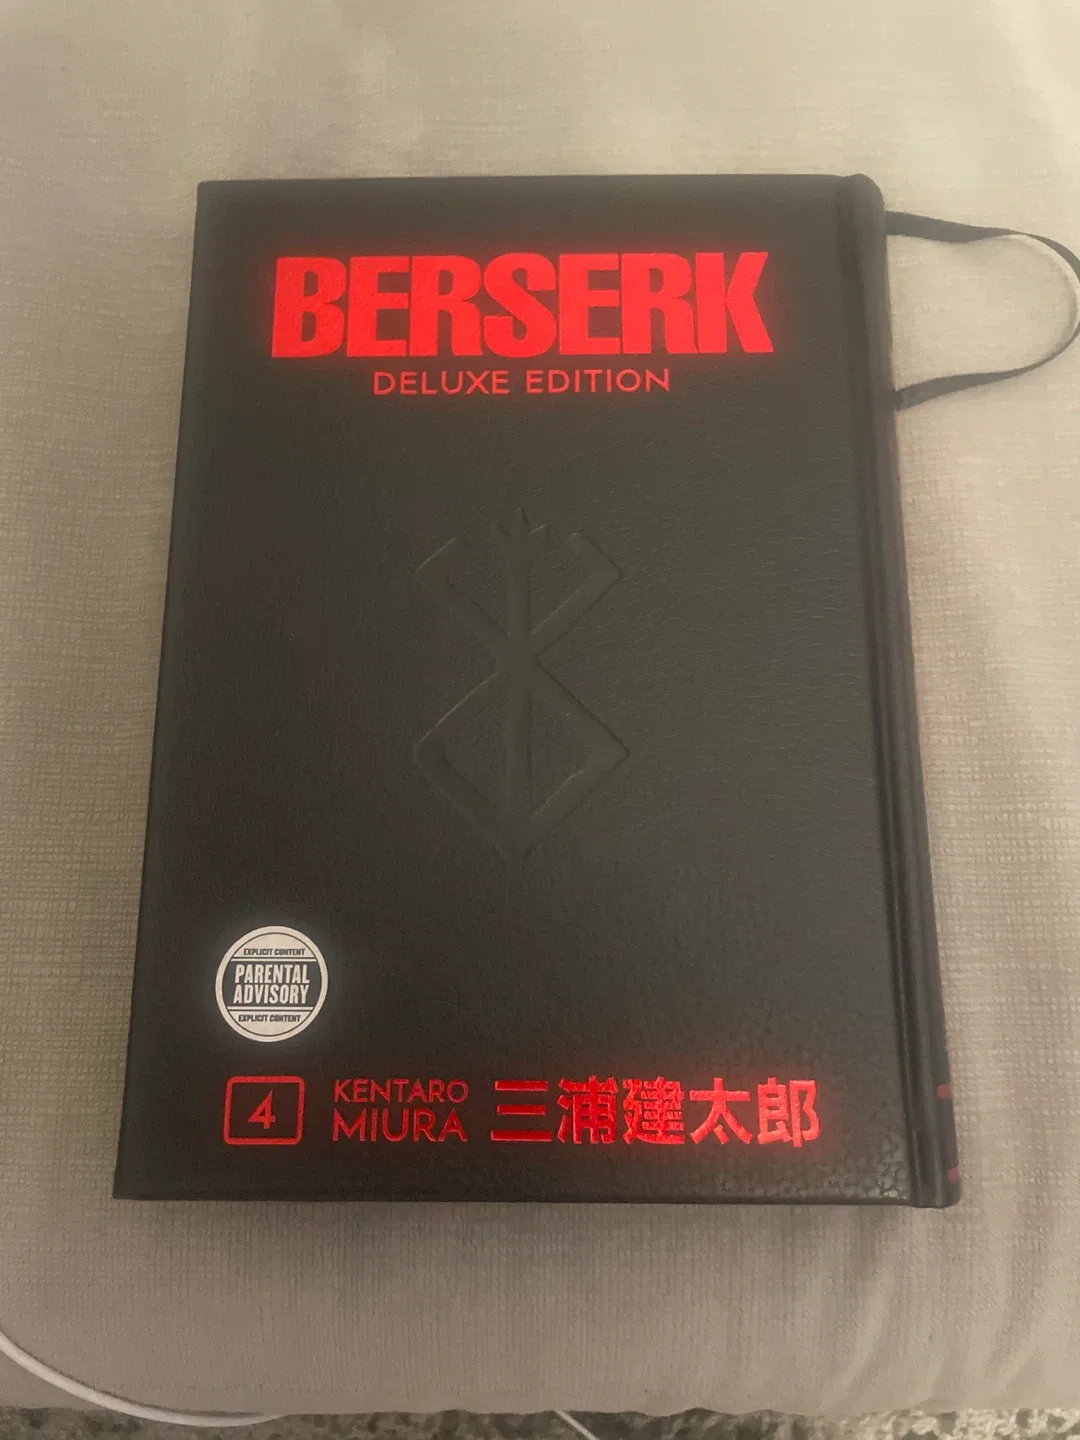 BERSERK
DELUXE EDITION
EXPLICIT CONTENT
PARENTAL
ADVISORY
EXPLICIT CONTENT
4
KENTARO
MIURA
三浦建太郎